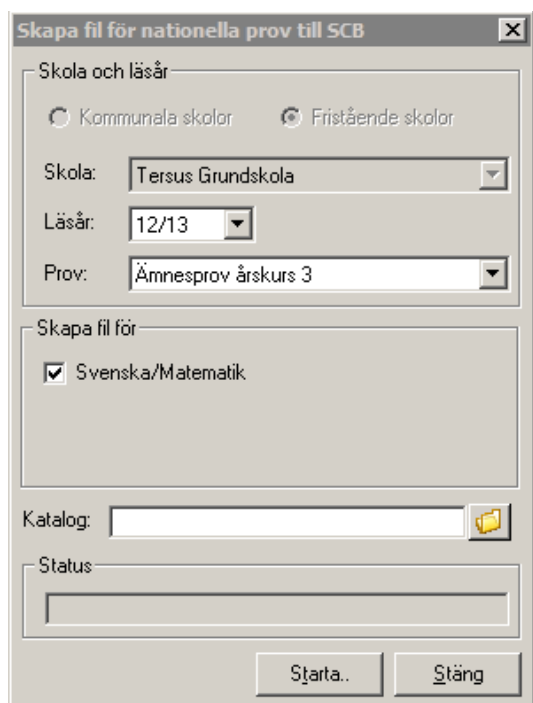 Skapa fil för nationella prov till SCB
Skola och läsår
Kommunala skolor Fristående skolor
Skola: Tersus Grundskola
Läsår: 12/13
Prov: Ämnesprov årskurs 3
Skapa fil för
Svenska/Matematik
Katalog:
Status
Starta.. Stäng